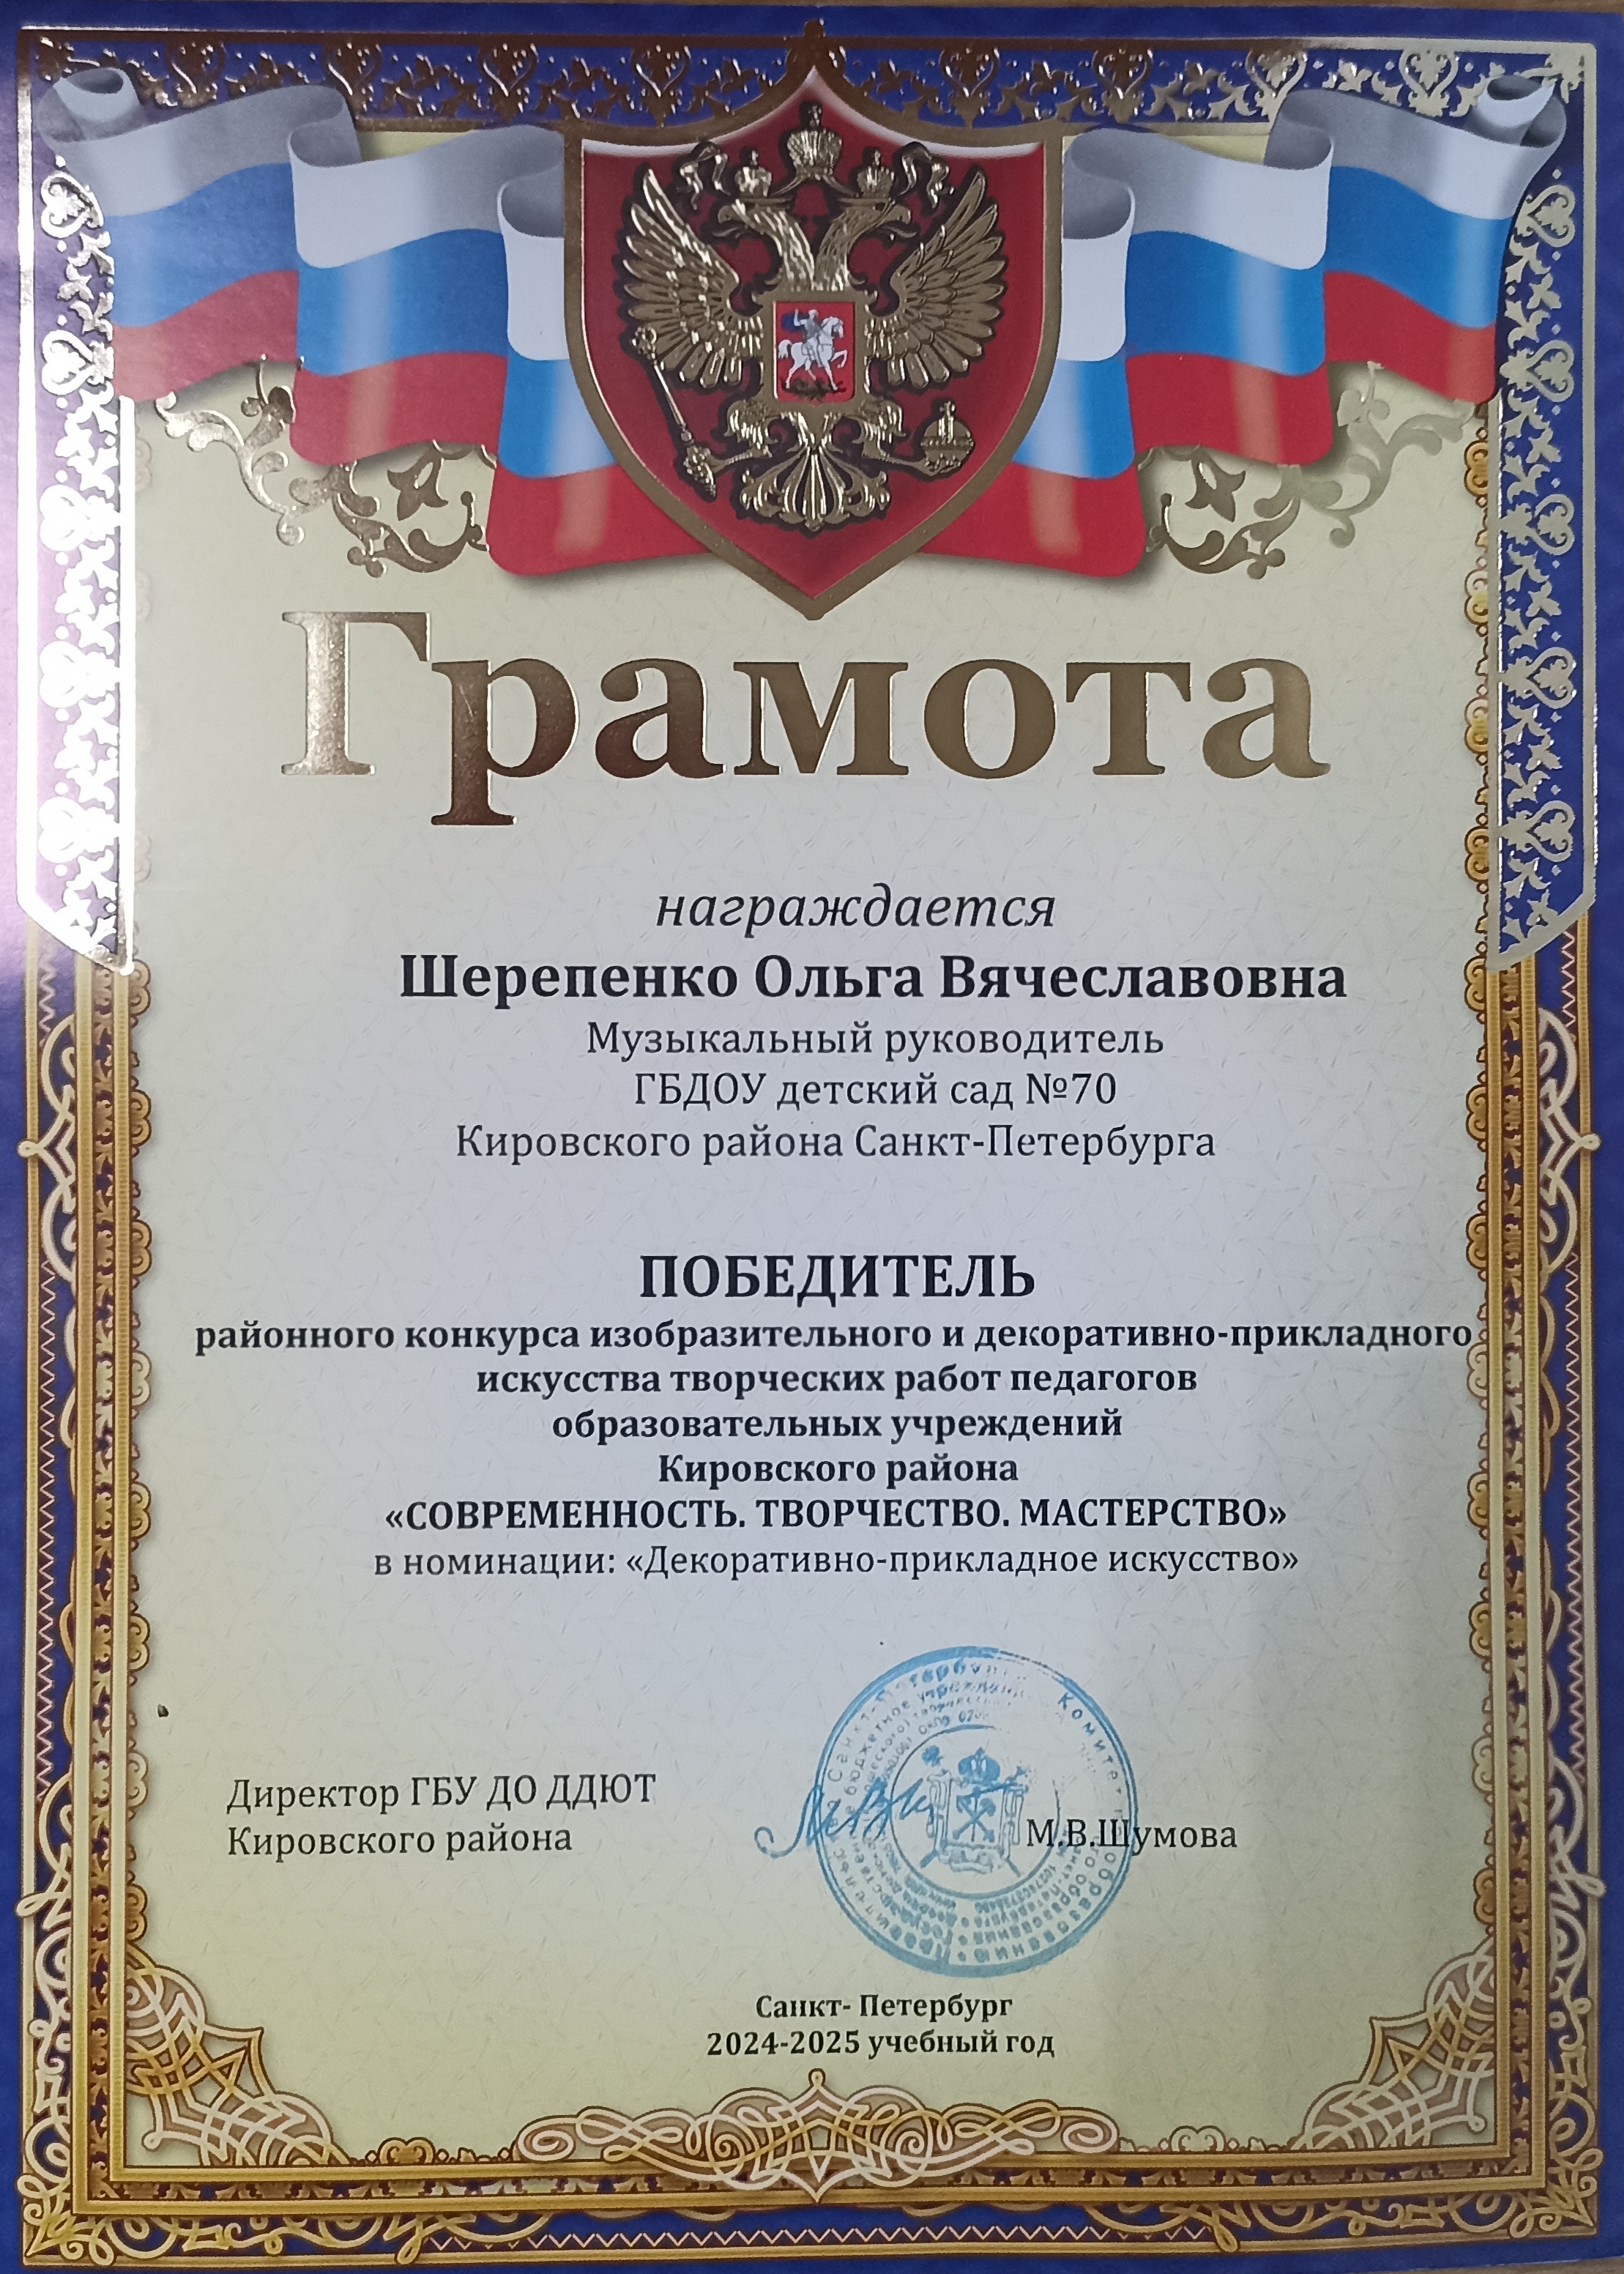 Грамота
награждается
Шерепенко Ольга Вячеславовна
Музыкальный руководитель
ГБДОУ детский сад №70
Кировского района Санкт-Петербурга
ПОБЕДИТЕЛЬ
районного конкурса изобразительного и декоративно-прикладного
искусства творческих работ педагогов
образовательных учреждений
Кировского района
«СОВРЕМЕННОСТЬ. ТВОРЧЕСТВО. МАСТЕРСТВО»
в номинации: «Декоративно-прикладное искусство»
Директор ГБУ ДО ДДЮТ
Кировского района
М.В.Шумова
Санкт- Петербург
2024-2025 учебный год